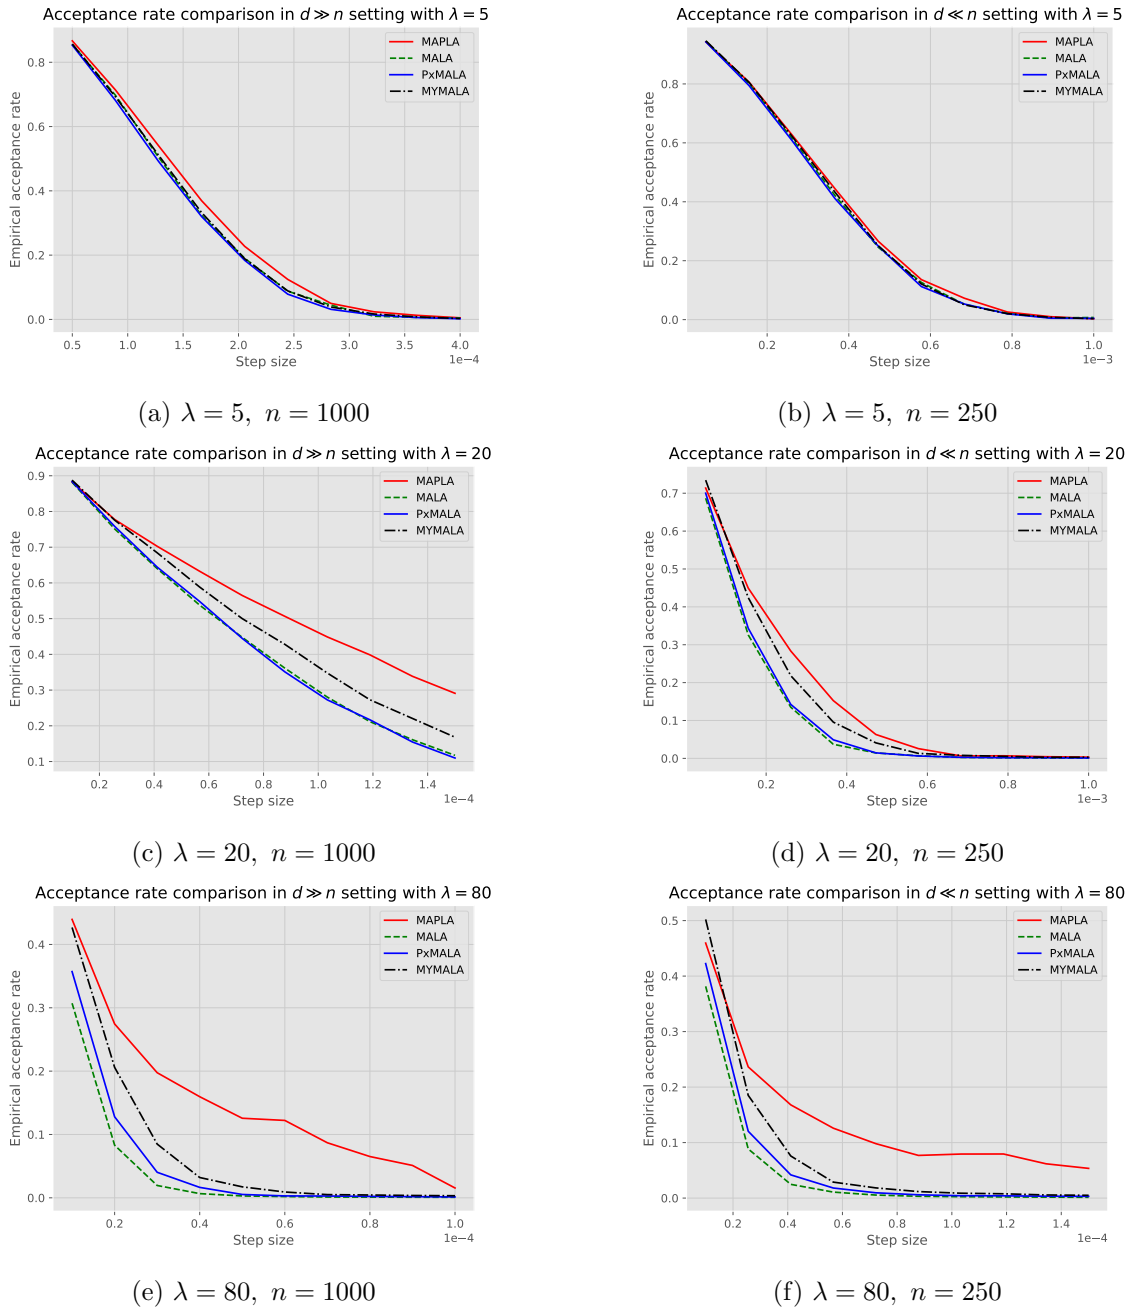 Acceptance rate comparison in d ≫ n setting with λ = 5
Empirical acceptance rate
0.8
0.6
0.4
0.2
0.0
MAPLA
MALA
PxMALA
MYMALA
0.5 1.0 1.5 2.0 2.5 3.0 3.5 4.0
1e−4
Step size
(a) λ = 5, n = 1000
Acceptance rate comparison in d ≪ n setting with λ = 5
Empirical acceptance rate
0.8
0.6
0.4
0.2
0.0
MAPLA
MALA
PxMALA
MYMALA
0.2 0.4 0.6 0.8 1.0
1e−3
Step size
(b) λ = 5, n = 250
Acceptance rate comparison in d ≫ n setting with λ = 20
Empirical acceptance rate
0.9
0.8
0.7
0.6
0.5
0.4
0.3
0.2
0.1
MAPLA
MALA
PxMALA
MYMALA
0.2 0.4 0.6 0.8 1.0 1.2 1.4
1e−4
Step size
(c) λ = 20, n = 1000
Acceptance rate comparison in d ≪ n setting with λ = 20
Empirical acceptance rate
0.7
0.6
0.5
0.4
0.3
0.2
0.1
0.0
MAPLA
MALA
PxMALA
MYMALA
0.2 0.4 0.6 0.8 1.0
1e−3
Step size
(d) λ = 20, n = 250
Acceptance rate comparison in d ≫ n setting with λ = 80
Empirical acceptance rate
0.4
0.3
0.2
0.1
0.0
MAPLA
MALA
PxMALA
MYMALA
0.2 0.4 0.6 0.8 1.0
1e−4
Step size
(e) λ = 80, n = 1000
Acceptance rate comparison in d ≪ n setting with λ = 80
Empirical acceptance rate
0.5
0.4
0.3
0.2
0.1
0.0
MAPLA
MALA
PxMALA
MYMALA
0.2 0.4 0.6 0.8 1.0 1.2 1.4
1e−4
Step size
(f) λ = 80, n = 250